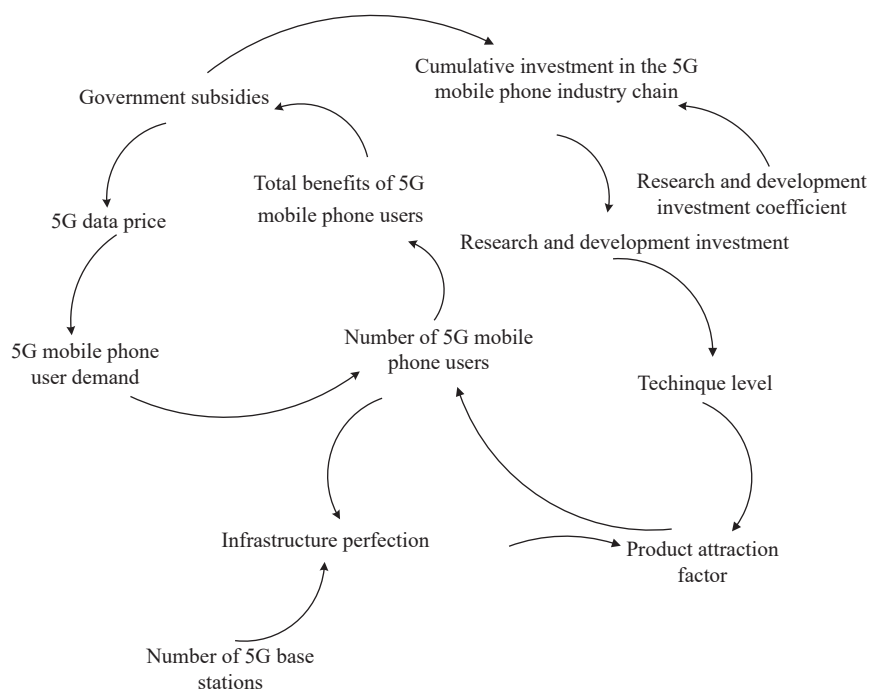 Cumulative investment in the 5G
mobile phone industry chain
Government subsidies
Total benefits of 5G
mobile phone users
Research and development
investment coefficient
5G data price
Research and development investment
5G mobile phone
user demand
Number of 5G mobile
phone users
Techinque level
Infrastructure perfection
Product attraction
factor
Number of 5G base
stations